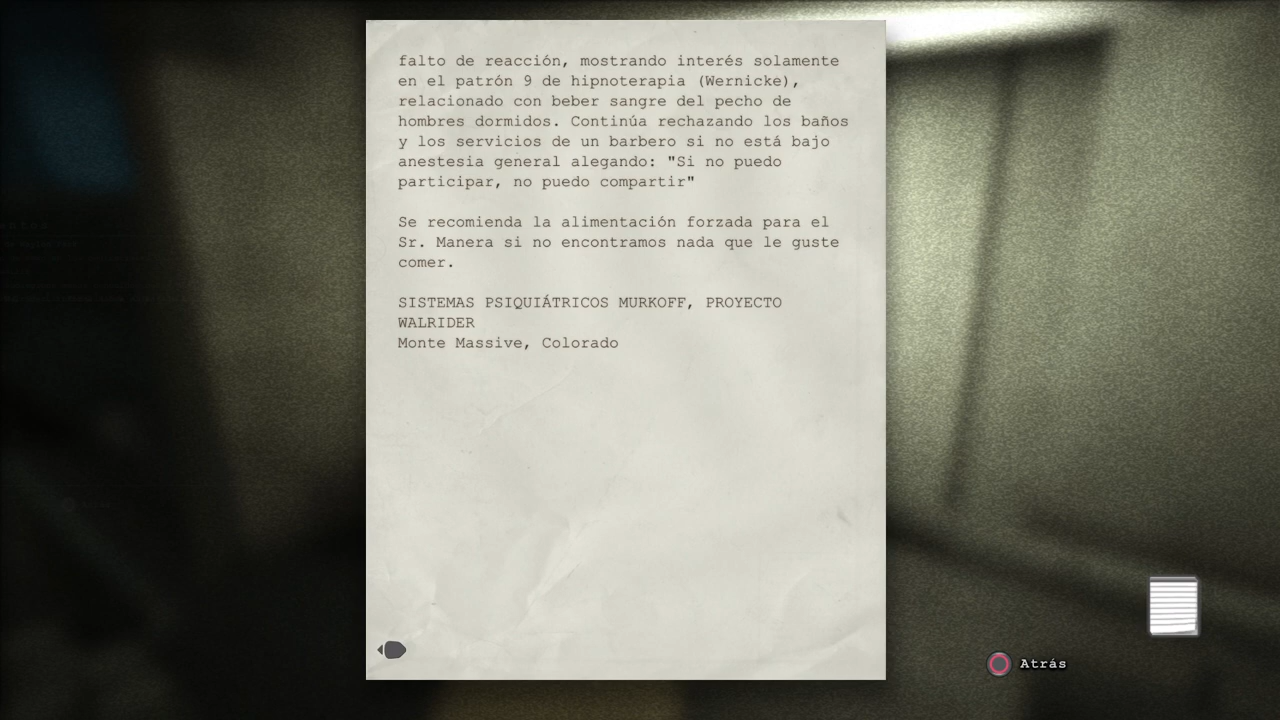 falto de reacción, mostrando interés solamente
en el patrón 9 de hipnoterapia (Wernicke),
relacionado con beber sangre del pecho de
hombres dormidos. Continúa rechazando los baños
y los servicios de un barbero si no está bajo
anestesia general alegando: "Si no puedo
participar, no puedo compartir"
Se recomienda la alimentación forzada para el
Sr. Manera si no encontramos nada que le guste
comer.
SISTEMAS PSIQUIÁTRICOS MURKOFF, PROYECTO
WALRIDER
Monte Massive, Colorado
Atrás